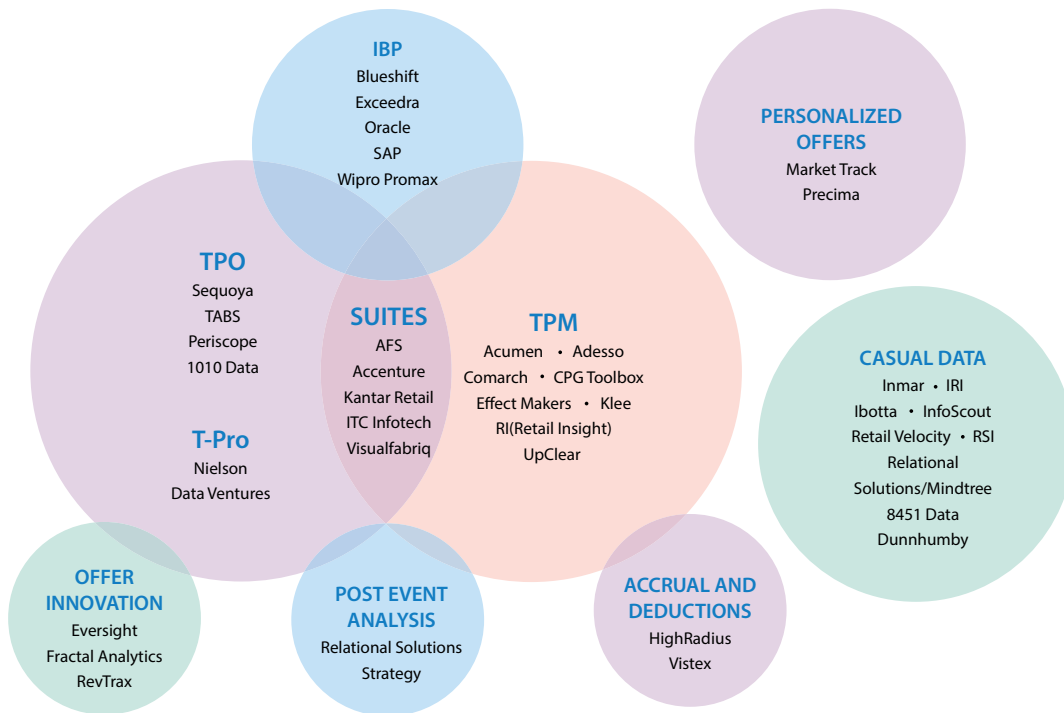 IBP
Blueshift
Exceedra
Oracle
SAP
Wipro Promax
PERSONALIZED
OFFERS
Market Track
Precima
TPO
Sequoya
TABS
Periscope
1010 Data
T-Pro
Nielson
Data Ventures
SUITES
AFS
Accenture
Kantar Retail
ITC Infotech
Visualfabriq
TPM
Acumen • Adesso
Comarch • CPG Toolbox
Effect Makers • Klee
RI(Retail Insight)
UpClear
CASUAL DATA
Inmar • IRI
Ibotta • InfoScout
Retail Velocity • RSI
Relational
Solutions/Mindtree
8451 Data
Dunnhumby
OFFER
INNOVATION
Eversight
Fractal Analytics
RevTrax
POST EVENT
ANALYSIS
Relational Solutions
Strategy
ACCRUAL AND
DEDUCTIONS
HighRadius
Vistex